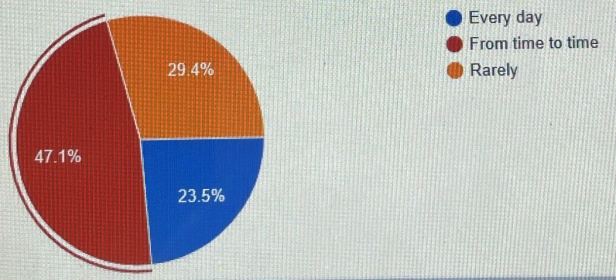 Every day
From time to time
Rarely
29.4%
47.1%
23.5%